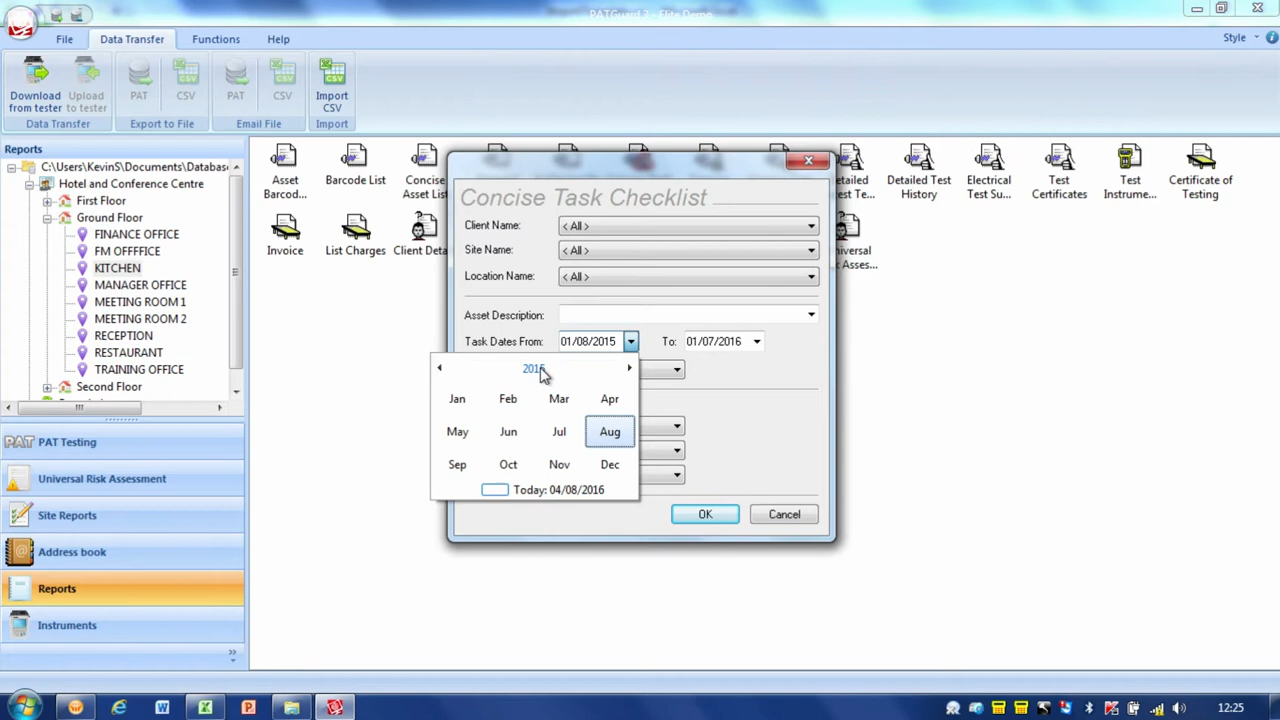 PATGuard 3 - Elite Demo
File
Data Transfer
Functions
Help
Style
Download from tester
Upload to tester
PAT
CSV
PAT
CSV
Import CSV
Data Transfer
Export to File
Email File
Import
Reports
C:\Users\KevinS\Documents\Databas
Hotel and Conference Centre
First Floor
Ground Floor
FINANCE OFFICE
FM OFFFFICE
KITCHEN
MANAGER OFFICE
MEETING ROOM 1
MEETING ROOM 2
RECEPTION
RESTAURANT
TRAINING OFFICE
Second Floor
PAT Testing
Universal Risk Assessment
Site Reports
Address book
Reports
Instruments
Asset Barcod...
Barcode List
Concise Asset List
Detailed Test History
Electrical Test Su...
Test Certificates
Test Instrume...
Certificate of Testing
Invoice
List Charges
Client Deta
Concise Task Checklist
Client Name:
< All >
Site Name:
< All >
Location Name:
< All >
Asset Description:
Task Dates From:
01/08/2015
To:
01/07/2016
2015
Jan Feb Mar Apr
May Jun Jul Aug
Sep Oct Nov Dec
Today: 04/08/2016
OK
Cancel
12:25